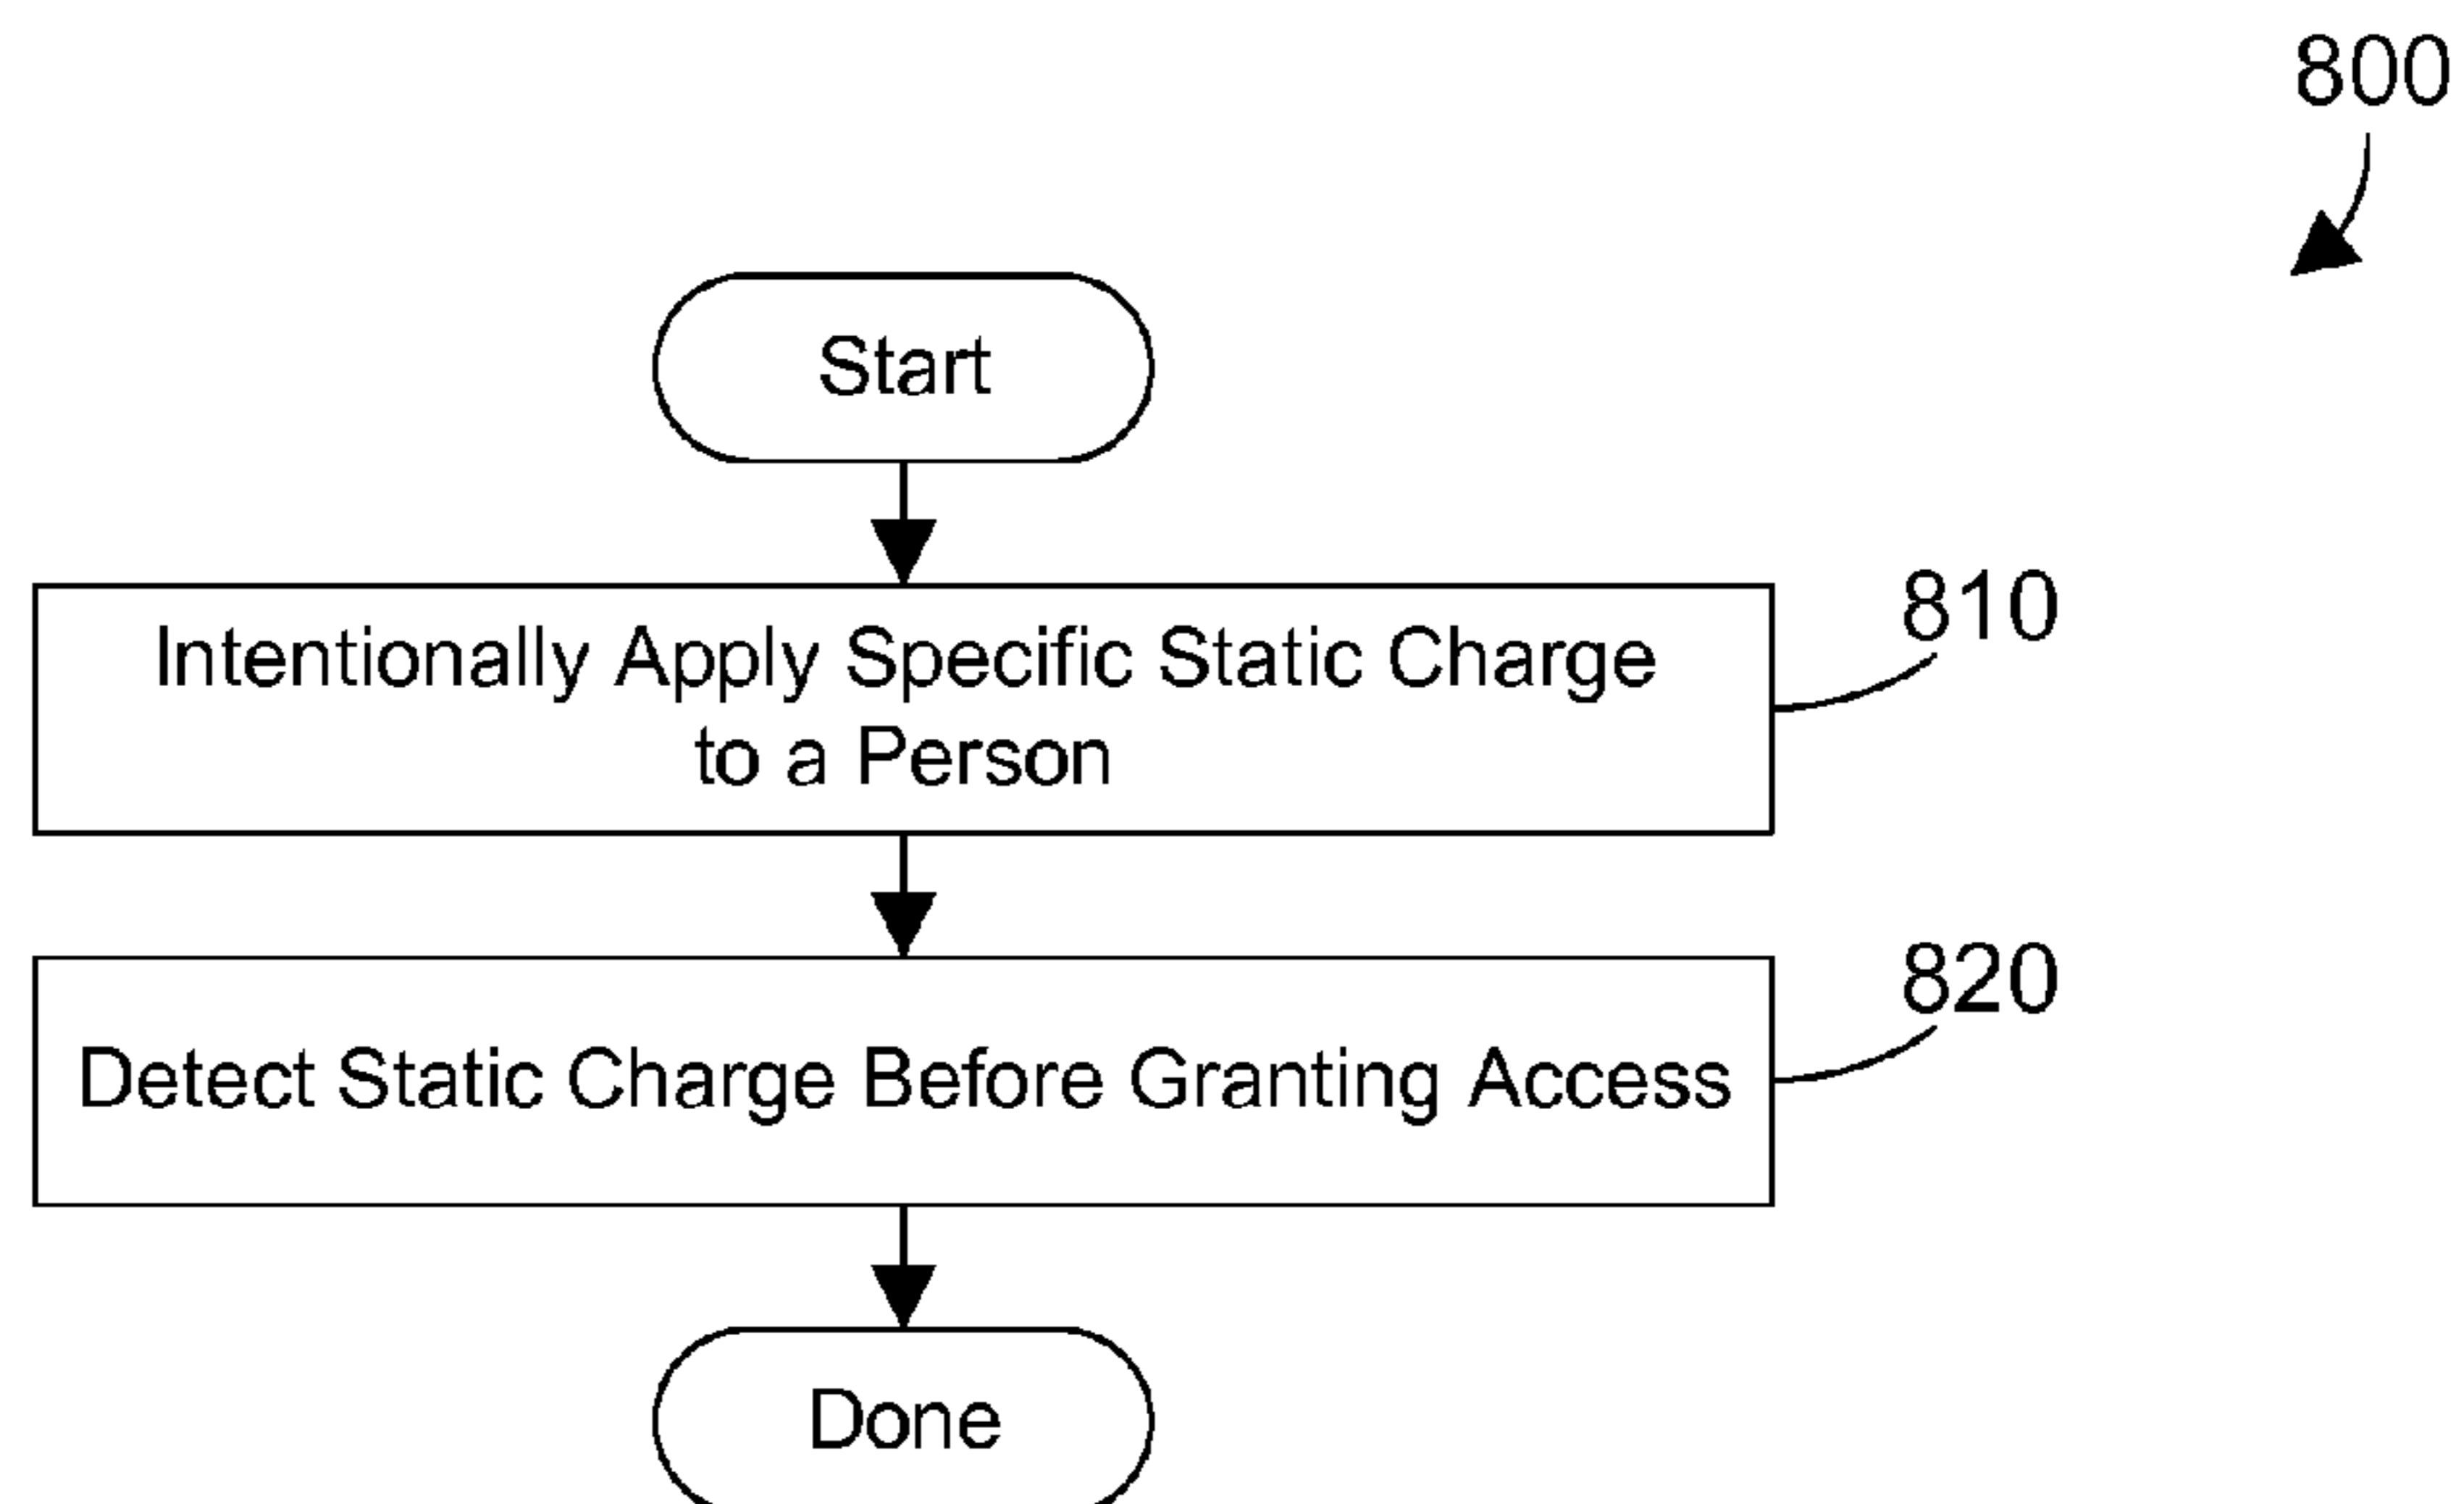 800
Start
Intentionally Apply Specific Static Charge
to a Person
810
Detect Static Charge Before Granting Access
820
Done